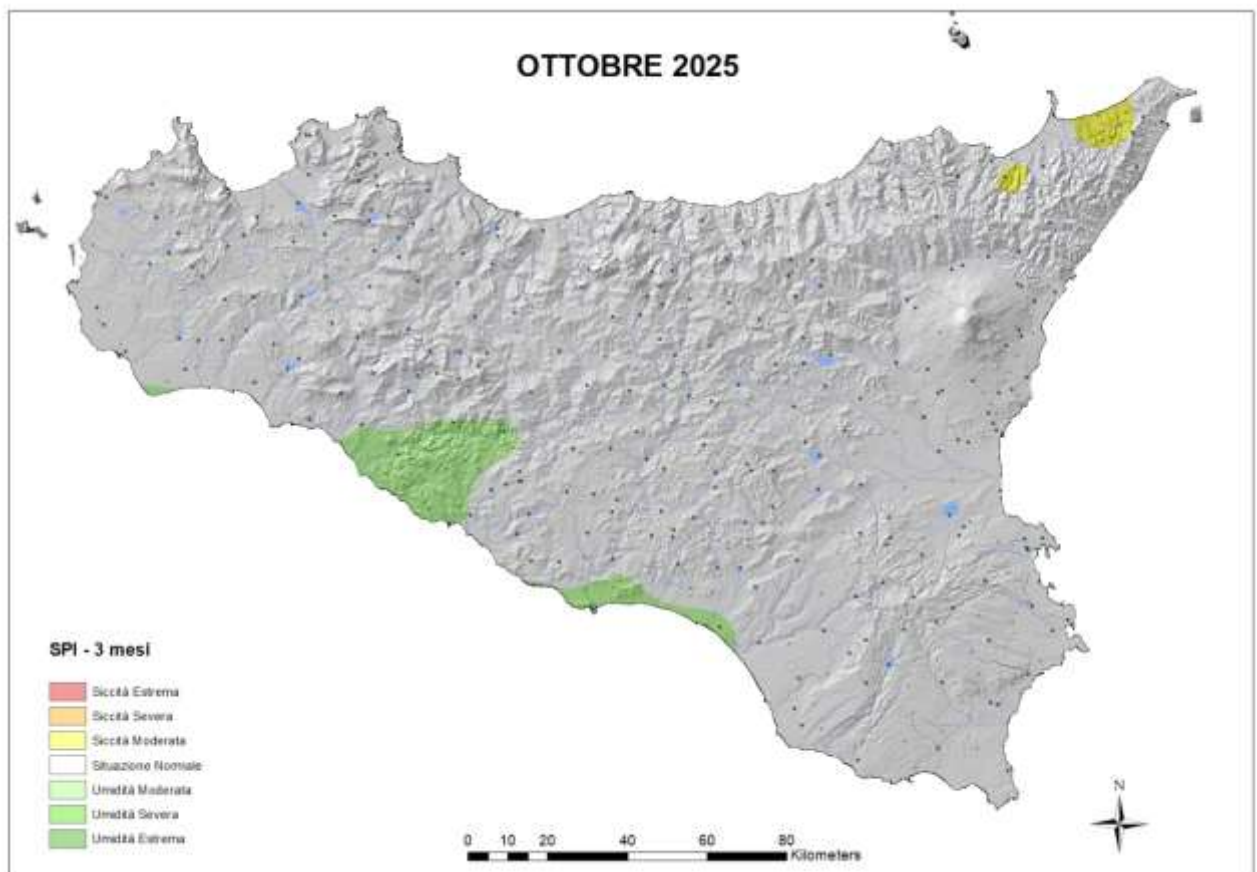 OTTOBRE 2025
SPI - 3 mesi
Siccità Estrema
Siccità Severa
Siccità Moderata
Situazione Normale
Umidità Moderata
Umidità Severa
Umidità Estrema
0 10 20 40 60 80
Kilometers
N